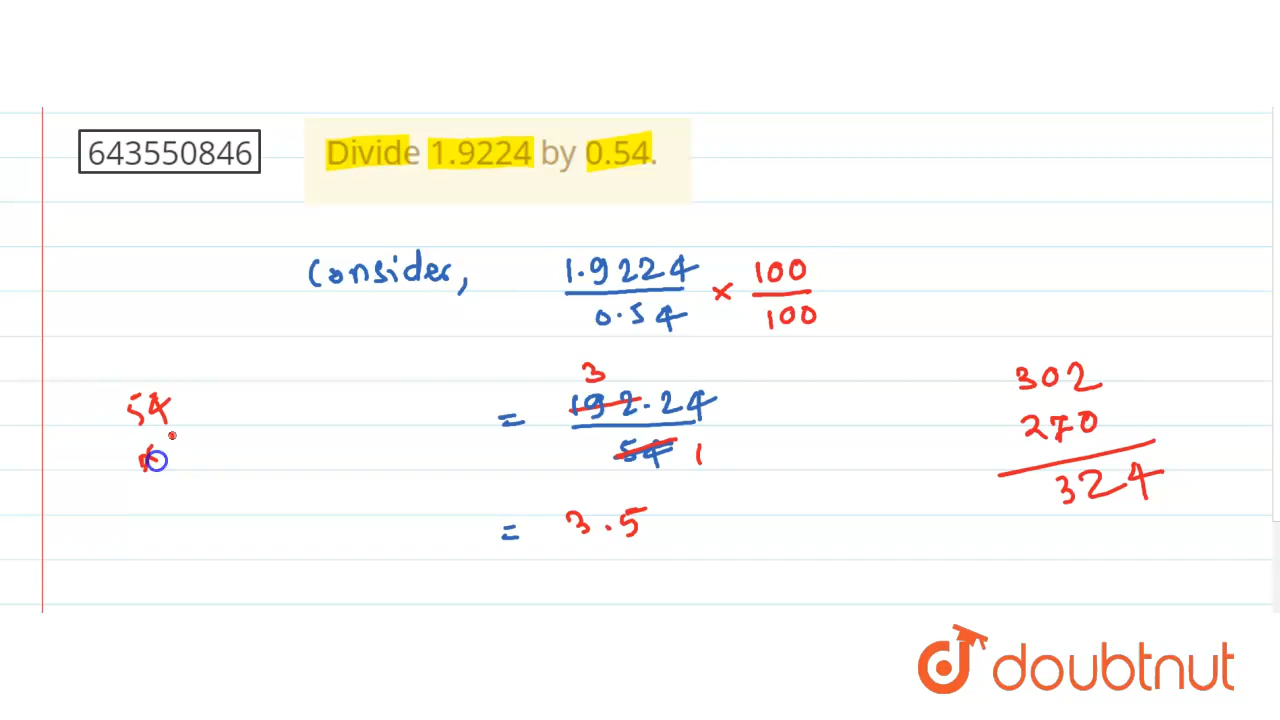 643550846 Divide 1.9224 by 0.54.
Consider, 1.9224 × 100
0.54 100
3
302
54 = 192.24 270
54 1
324
= 3.5
doubtnut